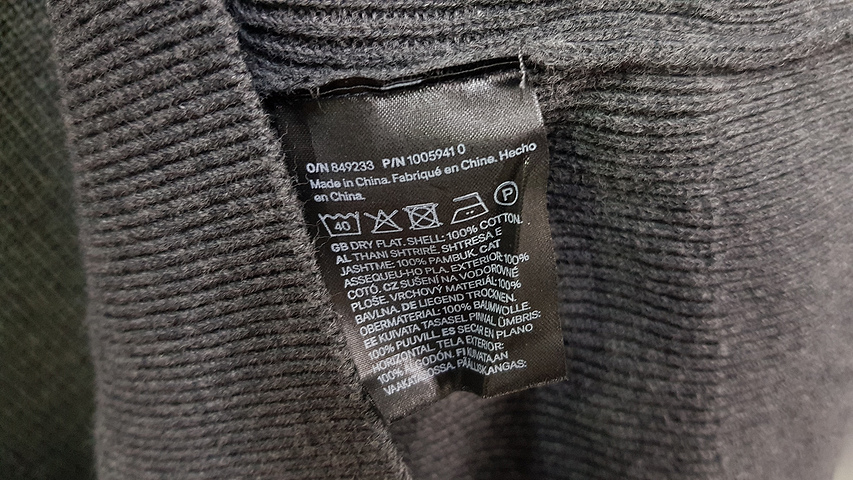 O/N 849233 P/N 1005941 0
Made in China. Fabriqué en Chine. Hecho
en China.
40 P
GB DRY FLAT. SHELL: 100% COTTON.
AL THANI SHTRIRË. SHTRESA E
JASHTME: 100% PAMBUK. CAT
ASSEQUEU-HO PLA. EXTERIOR: 100%
COTÓ. CZ SUŠENÍ NA VODOROVNÉ
PLOŠE. VRCHOVÝ MATERIÁL: 100%
BAVLNA. DE LIEGEND TROCKNEN.
OBERMATERIAL: 100% BAUMWOLLE.
EE KUIVATA TASASEL PINNAL. ÜMBRIS:
100% PUUVILL. ES SECAR EN PLANO
HORIZONTAL. TELA EXTERIOR:
100% ALGODÓN. FI KUIVATAAN
VAAKATASOSSA. PÄÄLLISKANGAS: